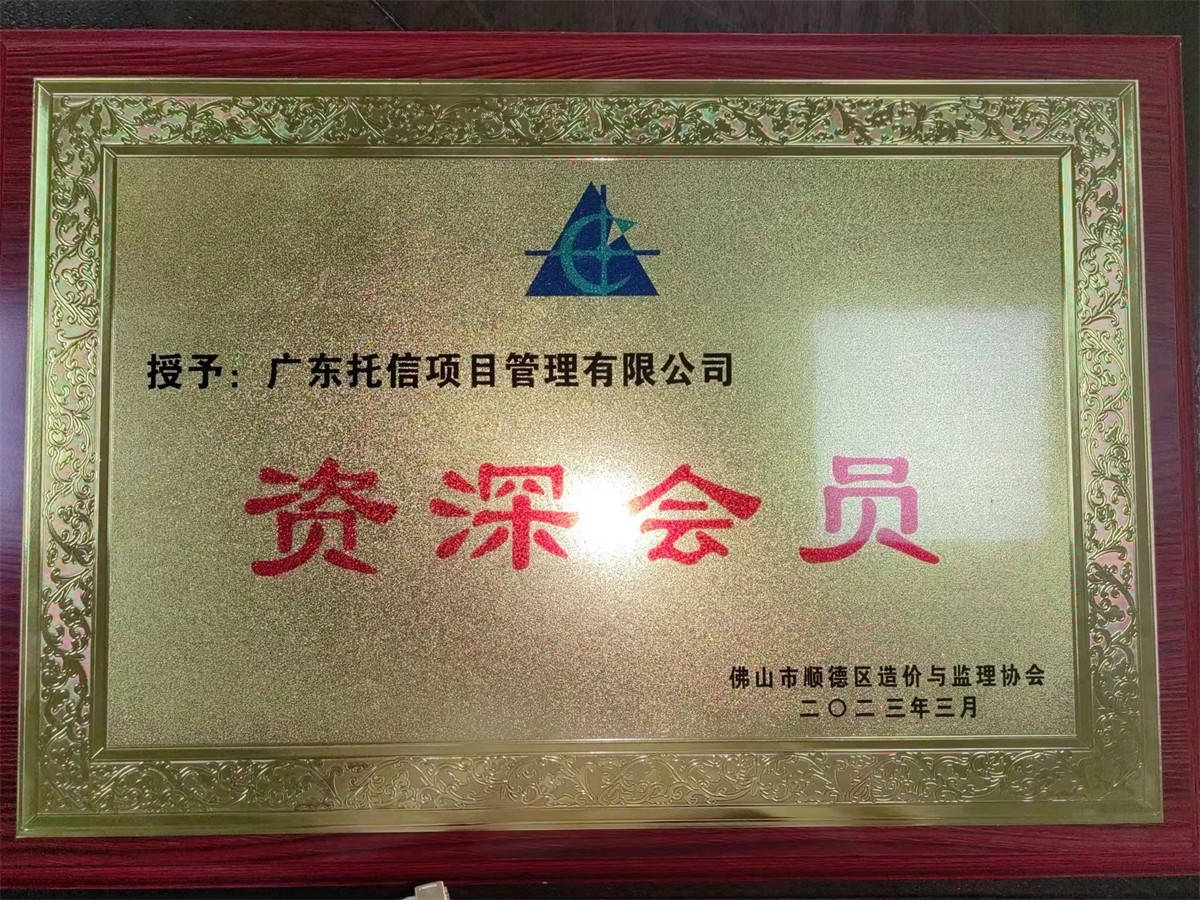 授予：广东托信项目管理有限公司
资深会员
佛山市顺德区造价与监理协会
二〇二三年三月